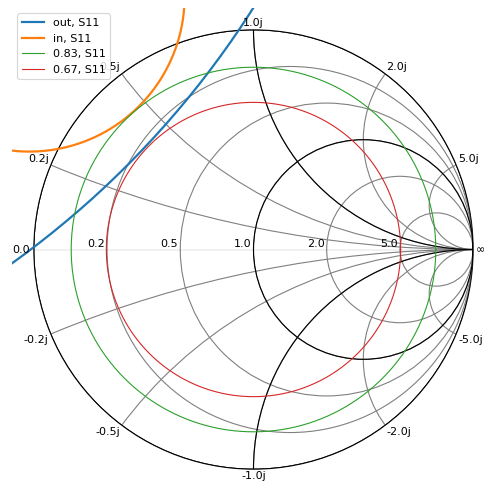 out, S11
in, S11
0.83, S11
0.67, S11
1.0j
0.5j
2.0j
0.2j
5.0j
0.0
0.2
0.5
1.0
2.0
5.0
∞
-0.2j
-5.0j
-0.5j
-2.0j
-1.0j